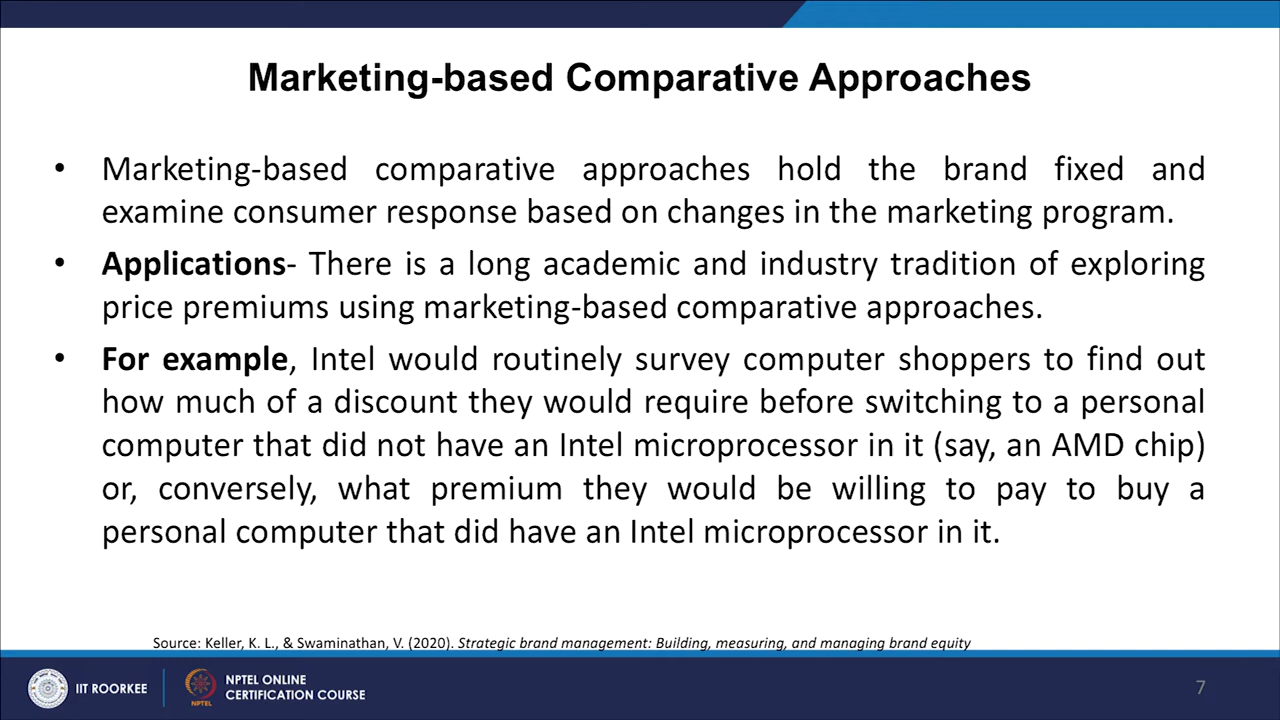 Marketing-based Comparative Approaches
• Marketing-based comparative approaches hold the brand fixed and
examine consumer response based on changes in the marketing program.
• Applications- There is a long academic and industry tradition of exploring
price premiums using marketing-based comparative approaches.
• For example, Intel would routinely survey computer shoppers to find out
how much of a discount they would require before switching to a personal
computer that did not have an Intel microprocessor in it (say, an AMD chip)
or, conversely, what premium they would be willing to pay to buy a
personal computer that did have an Intel microprocessor in it.
Source: Keller, K. L., & Swaminathan, V. (2020). Strategic brand management: Building, measuring, and managing brand equity
IIT ROORKEE
NPTEL
NPTEL ONLINE
CERTIFICATION COURSE
7